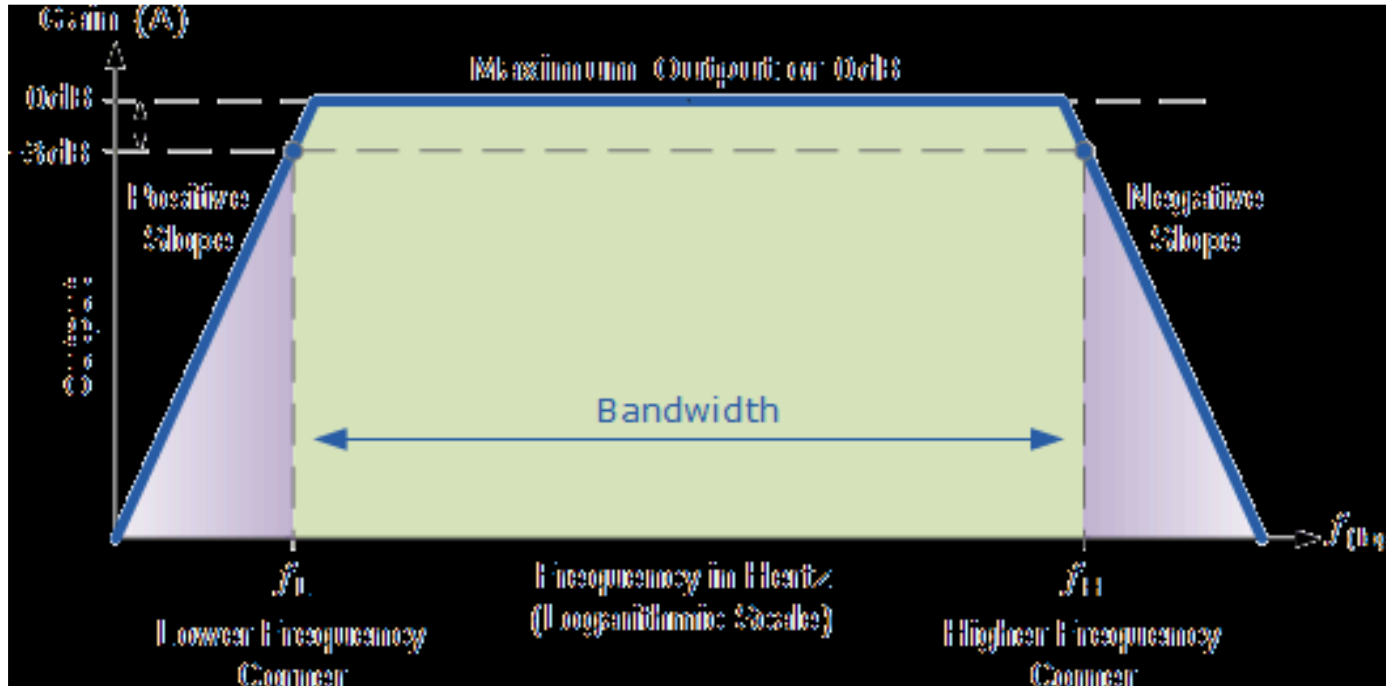 Gain (A)
Maximum Output or 0dB
0dB
-3dB
Positive
Slope
Negative
Slope
Bandwidth
f(Hz)
fL
Frequency in Hertz
(Logarithmic Scale)
fH
Lower Frequency
Corner
Higher Frequency
Corner